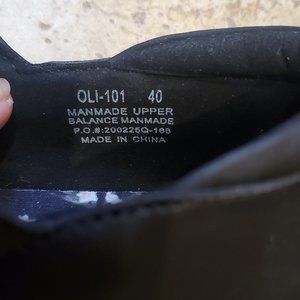 OLI-101 40
MANMADE UPPER
BALANCE MANMADE
P.O.#:200226Q-168
MADE IN CHINA